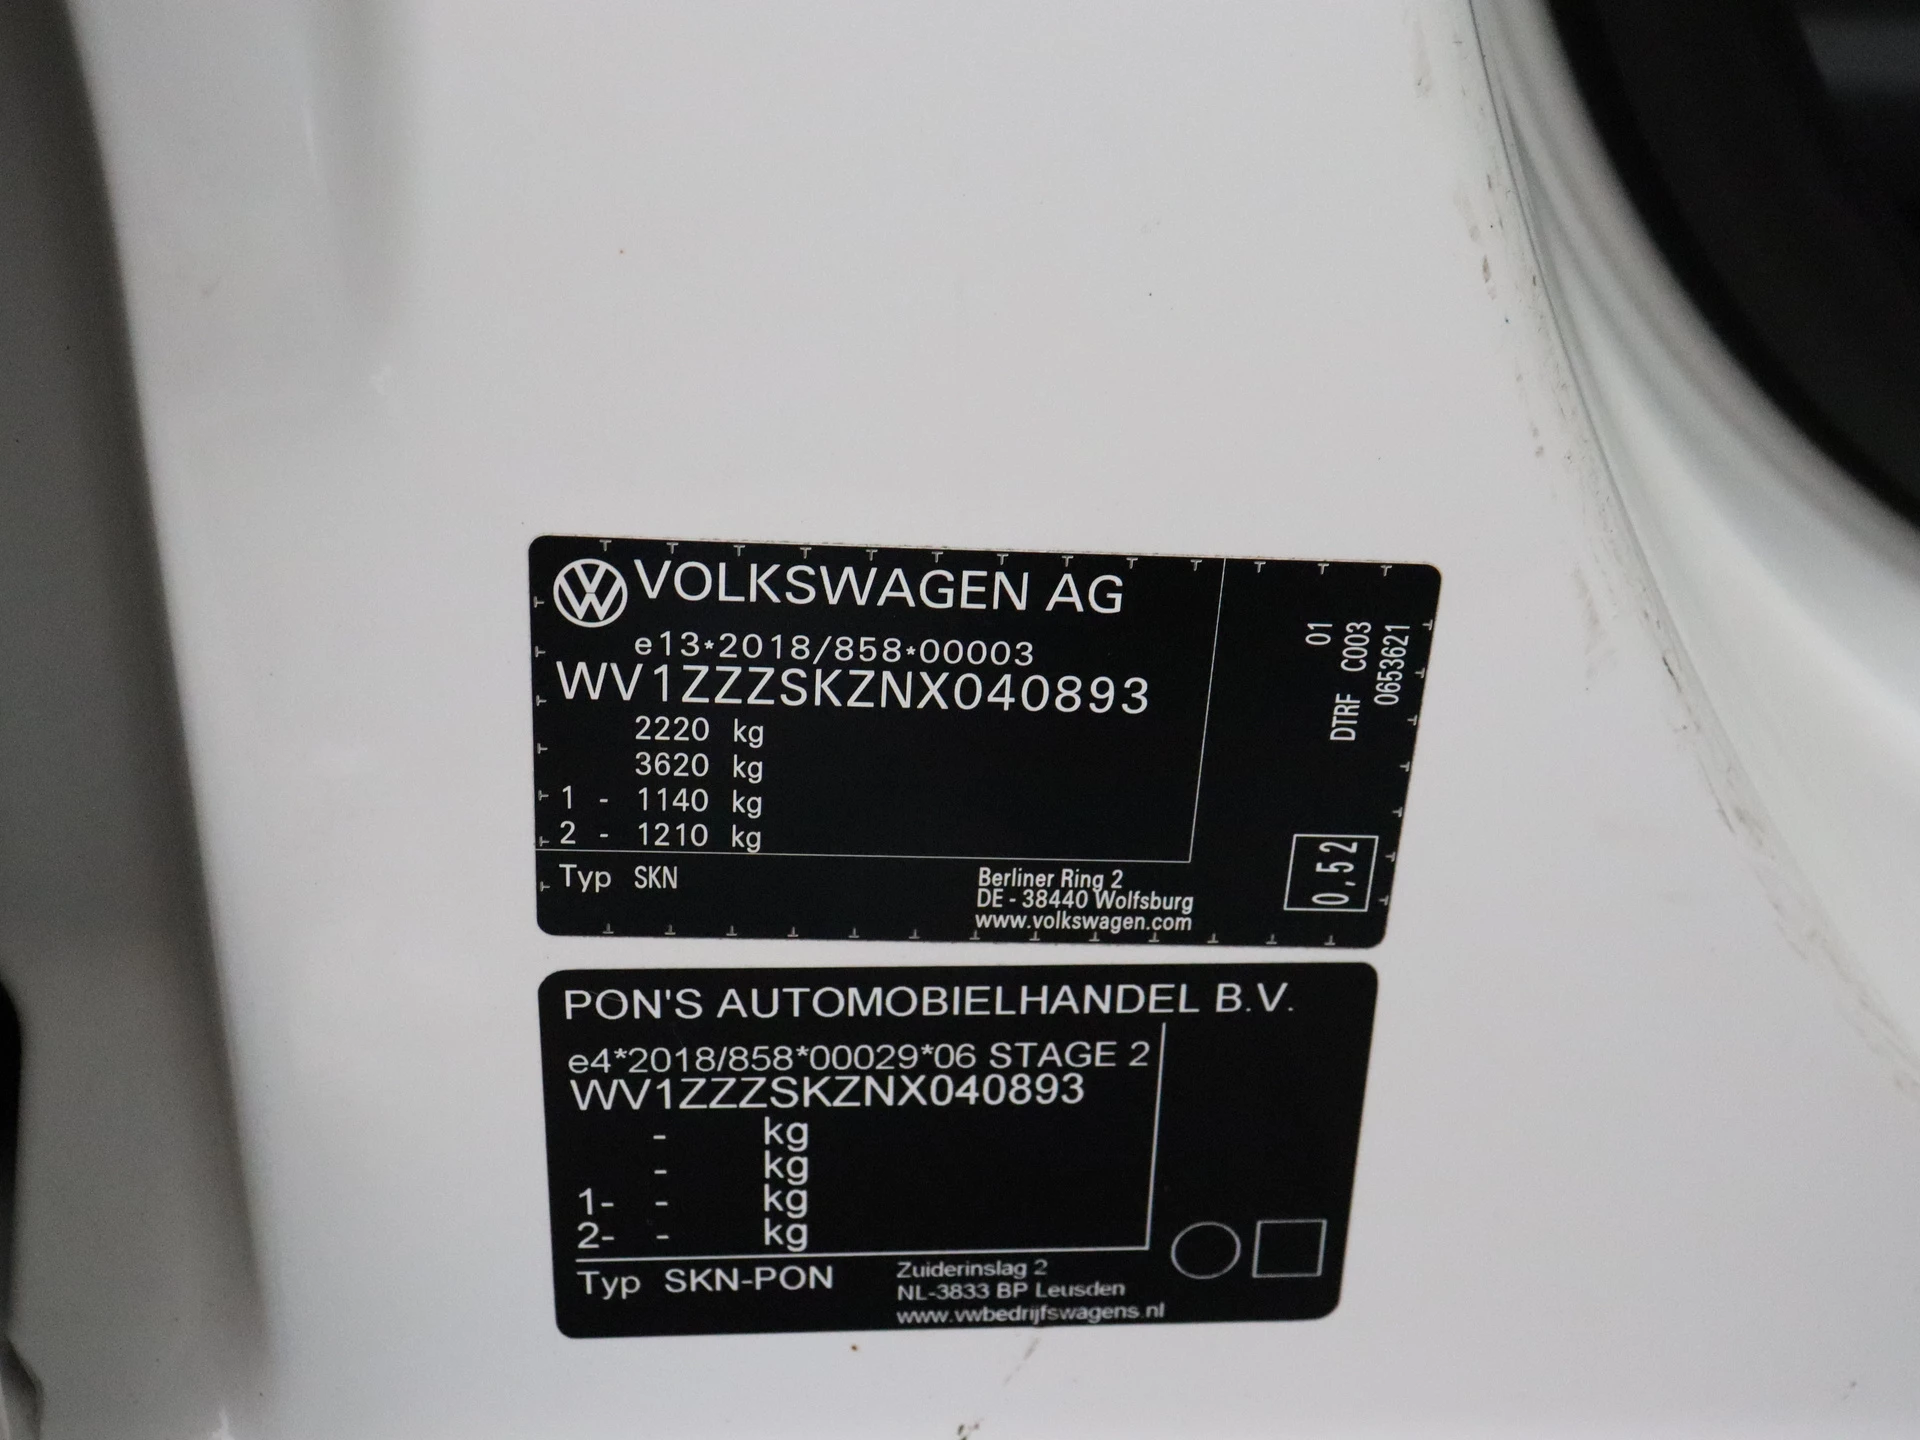 VOLKSWAGEN AG
e13*2018/858*00003
WV1ZZZSKZNX040893
2220 kg
3620 kg
1 - 1140 kg
2 - 1210 kg
Typ SKN
Berliner Ring 2
DE - 38440 Wolfsburg
www.volkswagen.com
01
DTRF C003
0653621
0,52
PON'S AUTOMOBIELHANDEL B.V.
e4*2018/858*00029*06 STAGE 2
WV1ZZZSKZNX040893
- kg
- kg
1- - kg
2- - kg
Typ SKN-PON
Zuiderinslag 2
NL-3833 BP Leusden
www.vwbedrijfswagens.nl